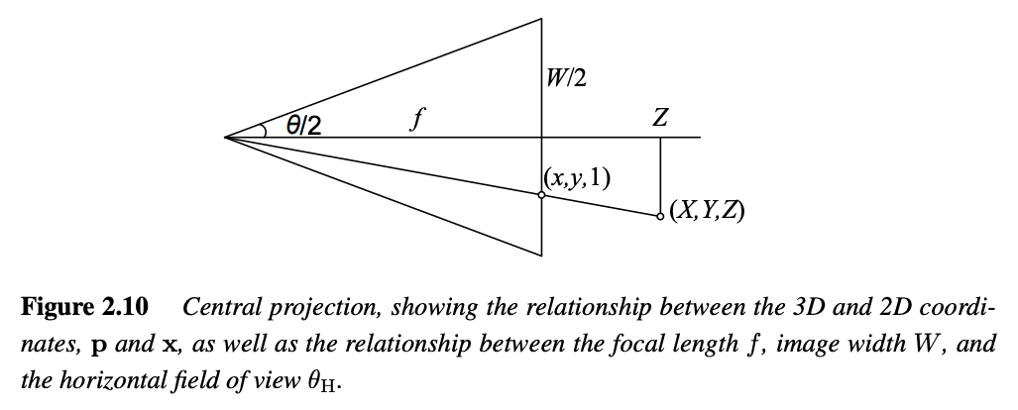 W/2
θ/2
f
Z
(x,y,1)
(X,Y,Z)
Figure 2.10 Central projection, showing the relationship between the 3D and 2D coordi-
nates, p and x, as well as the relationship between the focal length f, image width W, and
the horizontal field of view θH.